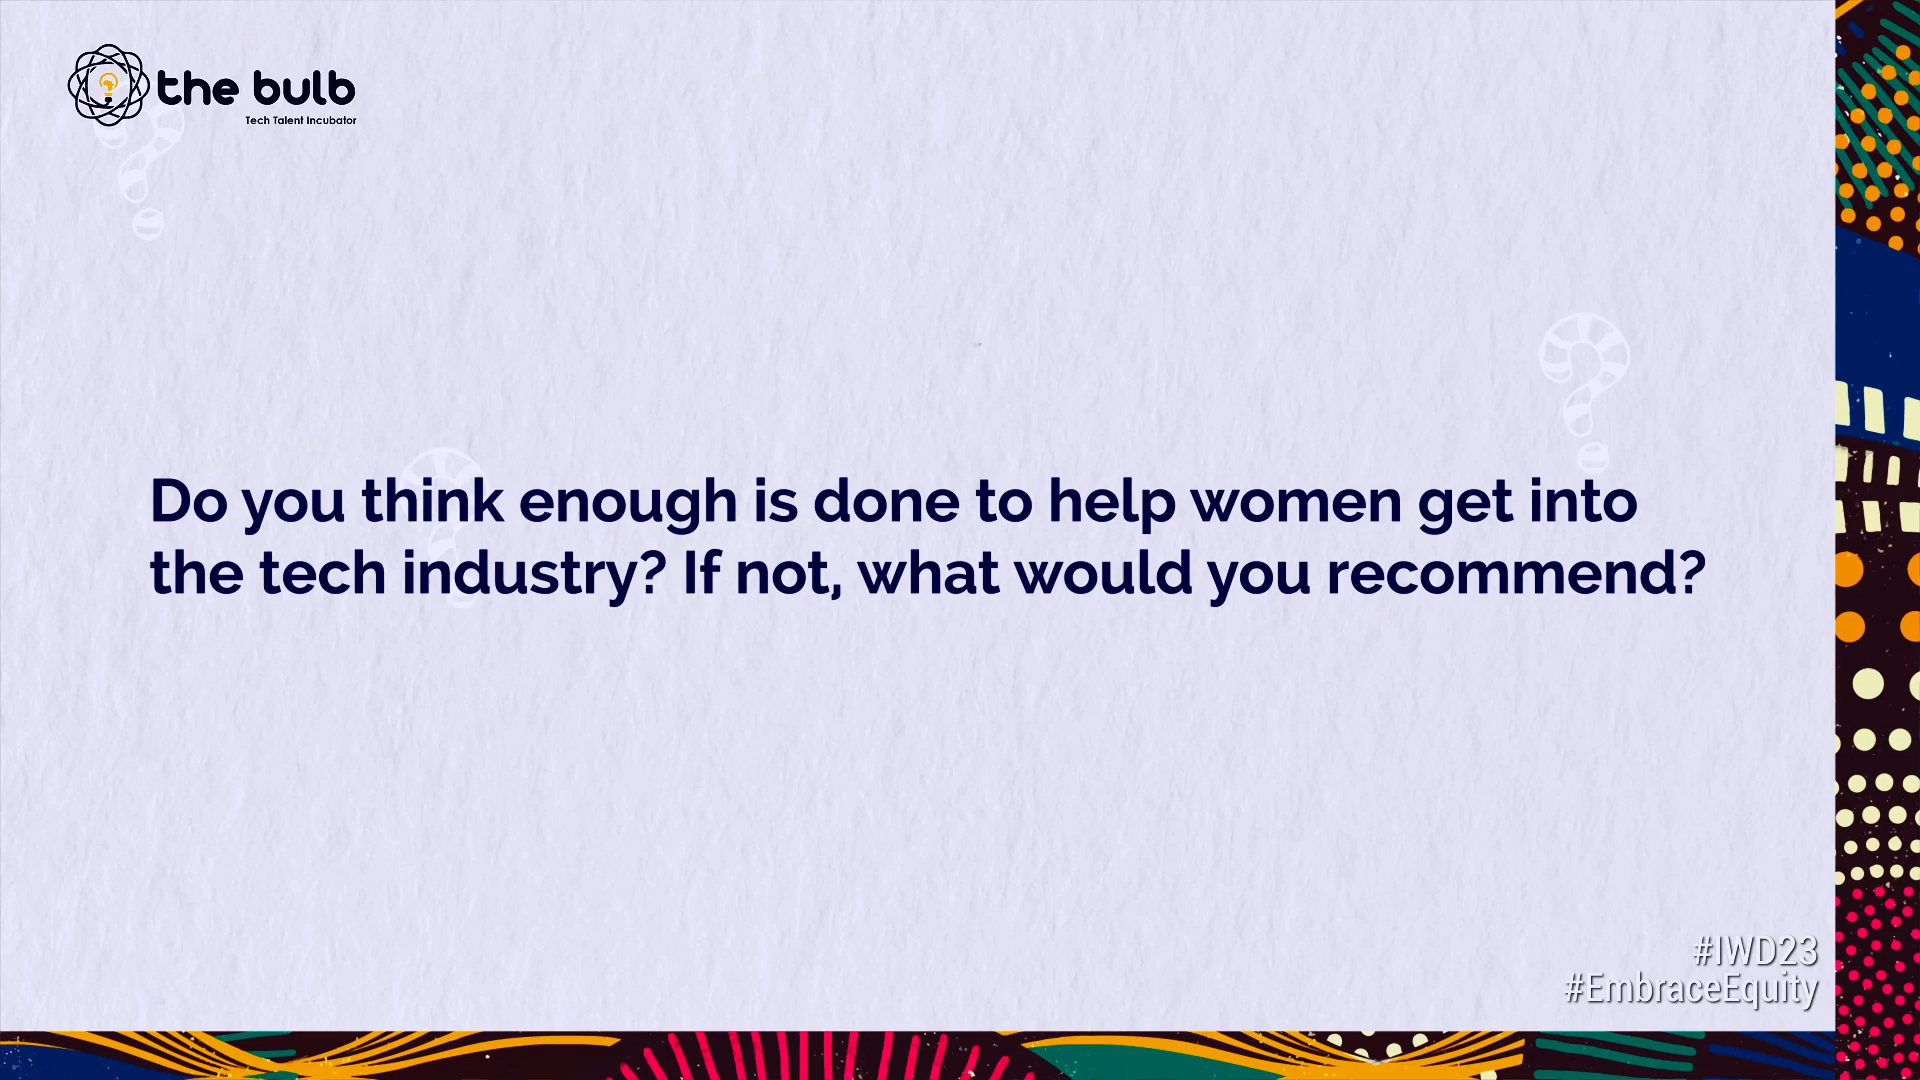 the bulb
Tech Talent Incubator
Do you think enough is done to help women get into
the tech industry? If not, what would you recommend?
#IWD23
#EmbraceEquity